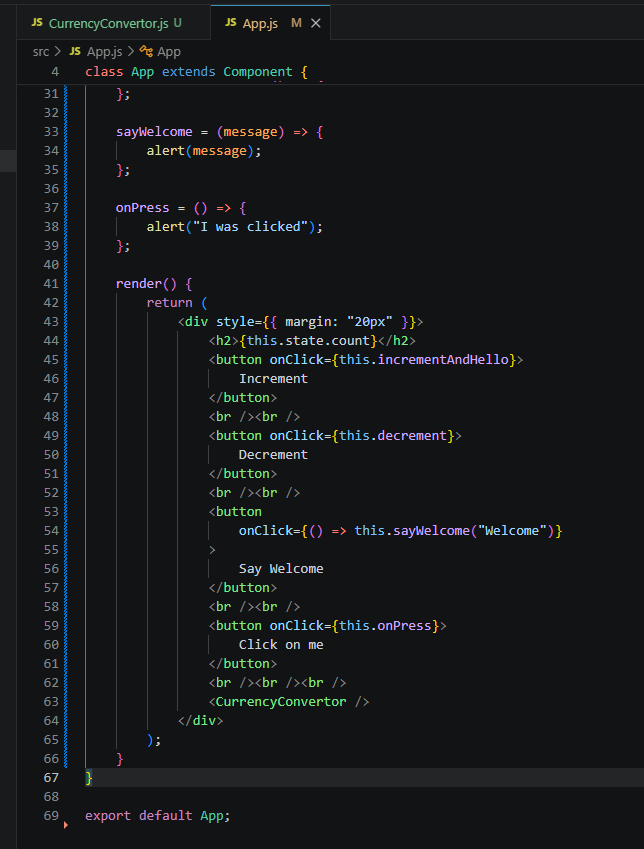 JS CurrencyConvertor.js U JS App.js M ×
src > JS App.js > App
4 class App extends Component {
31 };
32
33 sayWelcome = (message) => {
34 alert(message);
35 };
36
37 onPress = () => {
38 alert("I was clicked");
39 };
40
41 render() {
42 return (
43 <div style={{ margin: "20px" }}>
44 <h2>{this.state.count}</h2>
45 <button onClick={this.incrementAndHello}>
46 Increment
47 </button>
48 <br /><br />
49 <button onClick={this.decrement}>
50 Decrement
51 </button>
52 <br /><br />
53 <button
54 onClick={() => this.sayWelcome("Welcome")}
55 >
56 Say Welcome
57 </button>
58 <br /><br />
59 <button onClick={this.onPress}>
60 Click on me
61 </button>
62 <br /><br /><br />
63 <CurrencyConvertor />
64 </div>
65 );
66 }
67 }
68
69 export default App;